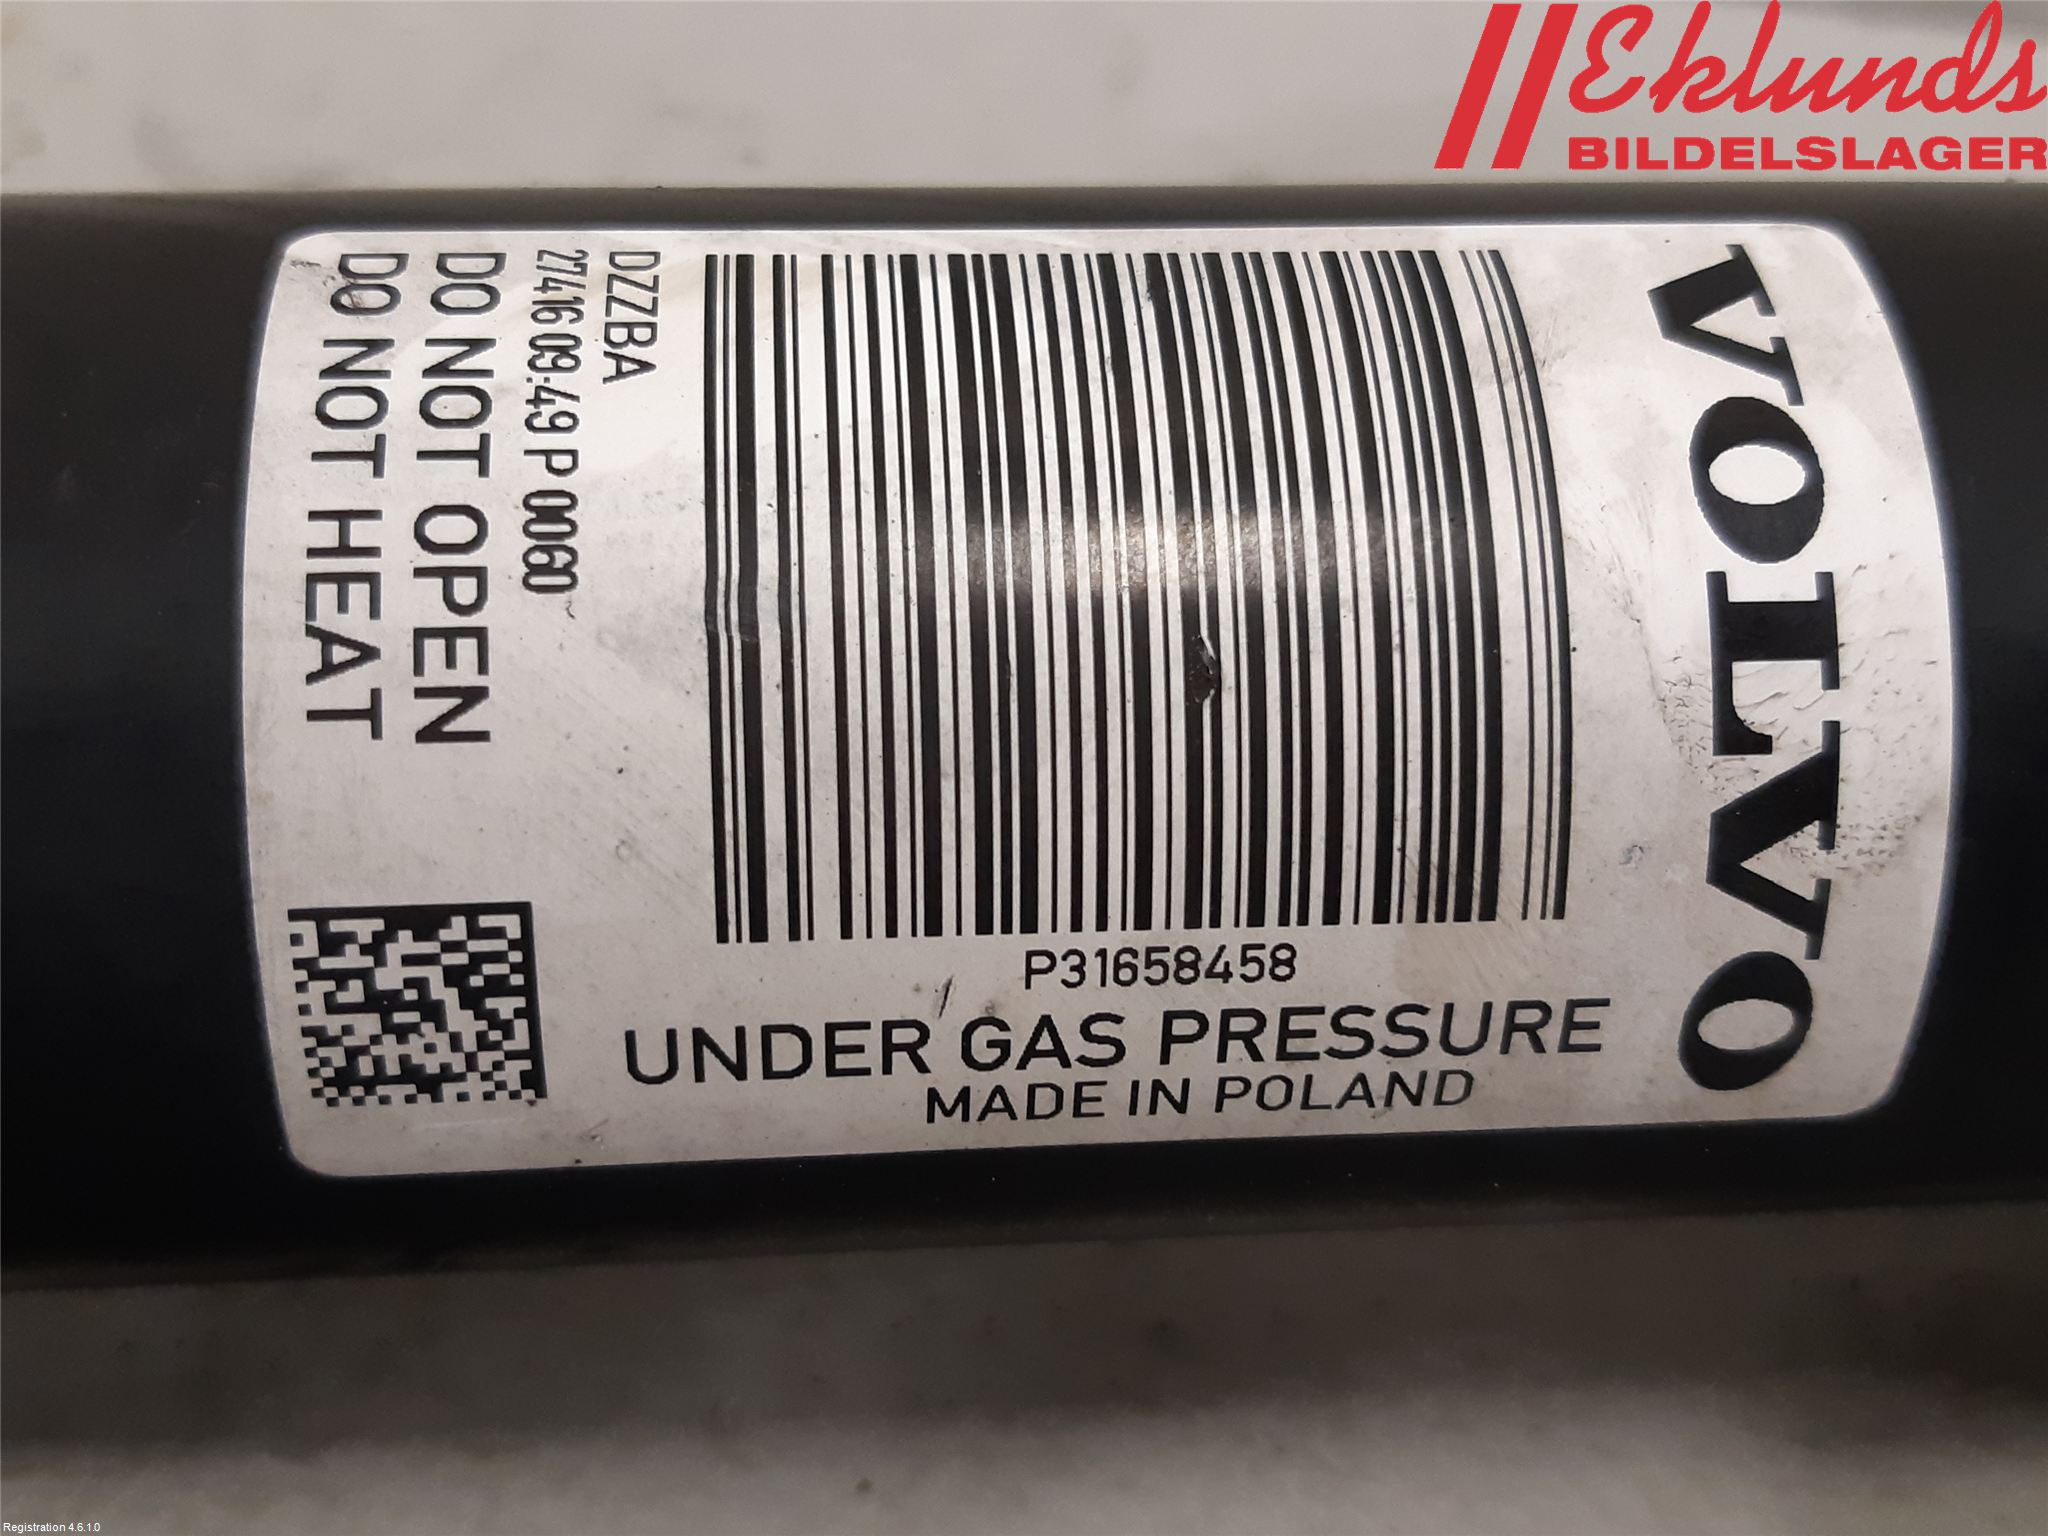 Eklunds
BILDELSLAGER
VOLVO
P31658458
UNDER GAS PRESSURE
MADE IN POLAND
DZZBA
27416 09:49 P 0060
DO NOT OPEN
DO NOT HEAT
Registration 4.6.1.0